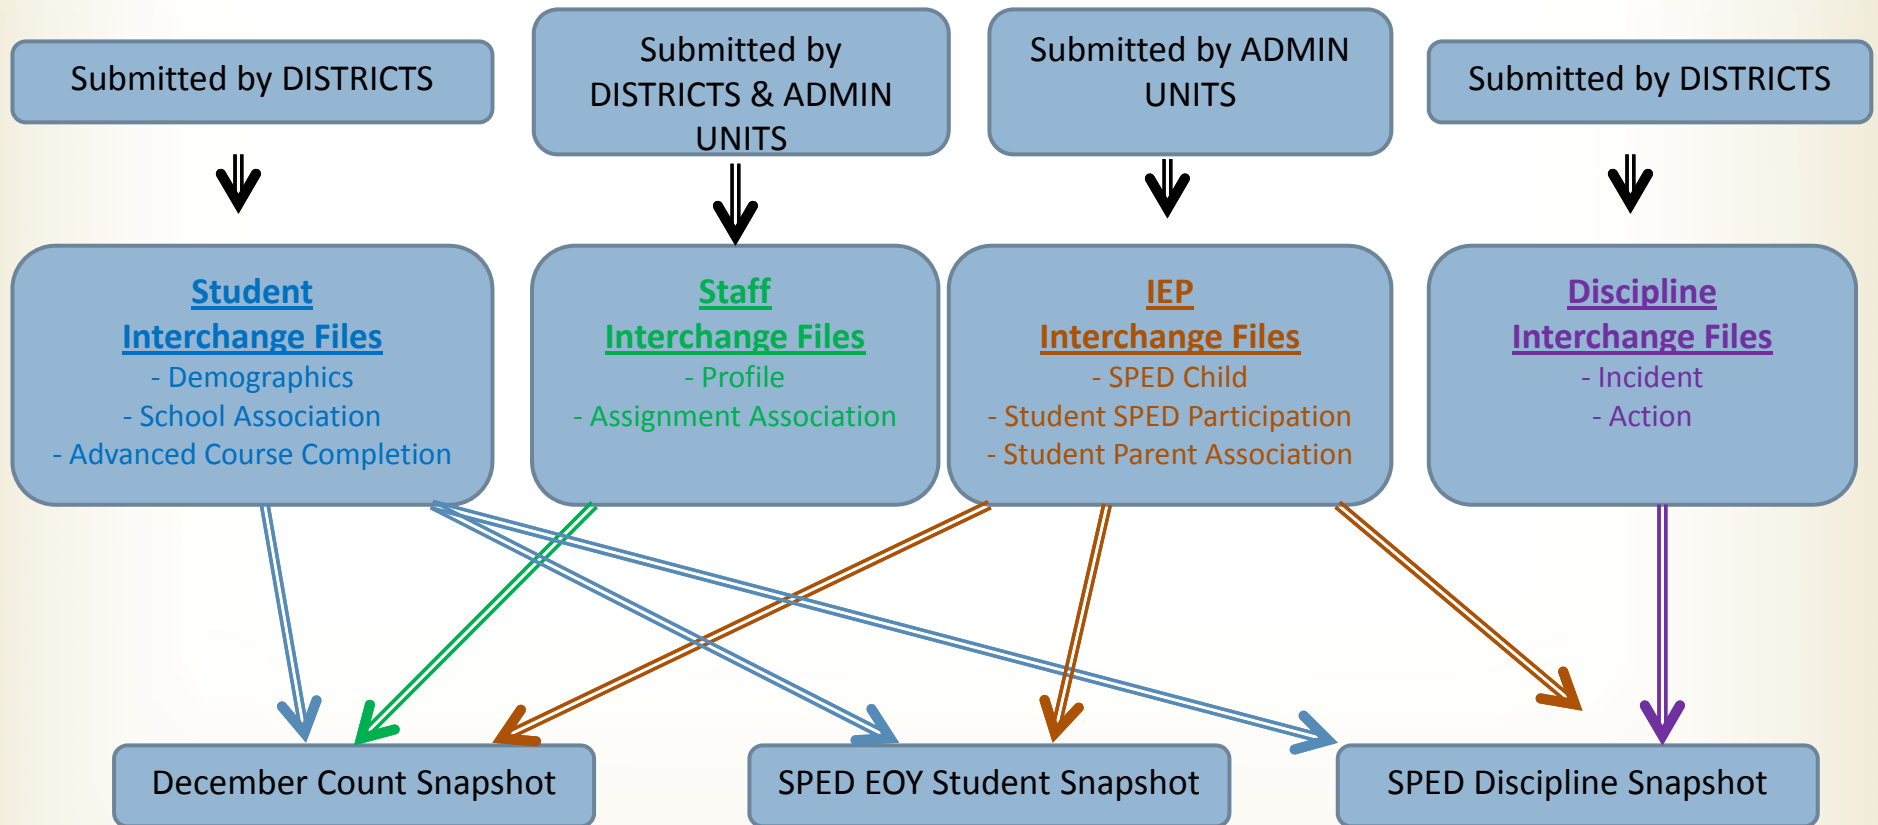 Submitted by DISTRICTS
Submitted by
DISTRICTS & ADMIN
UNITS
Submitted by ADMIN
UNITS
Submitted by DISTRICTS
Student
Interchange Files
- Demographics
- School Association
- Advanced Course Completion
Staff
Interchange Files
- Profile
- Assignment Association
IEP
Interchange Files
- SPED Child
- Student SPED Participation
- Student Parent Association
Discipline
Interchange Files
- Incident
- Action
December Count Snapshot
SPED EOY Student Snapshot
SPED Discipline Snapshot